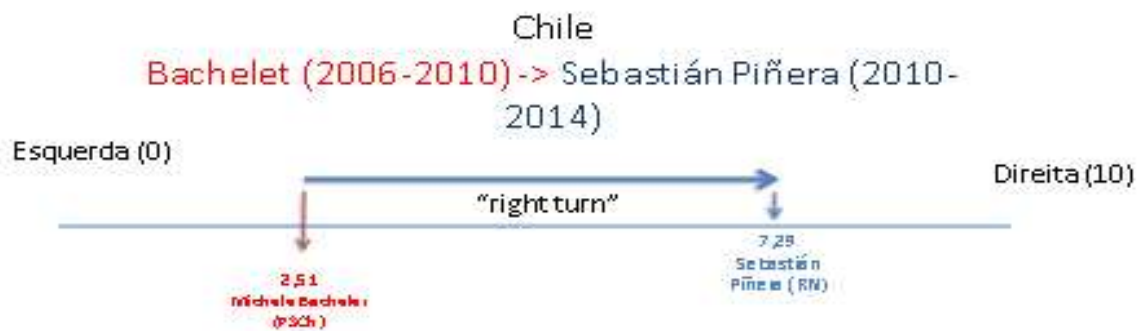 Chile
Bachelet (2006-2010) -> Sebastián Piñera (2010-
2014)
Esquerda (0)
Direita (10)
“right turn”
7,29
Sebastián
Piñera (RN)
2,51
Michele Bachelet
(PSCh)